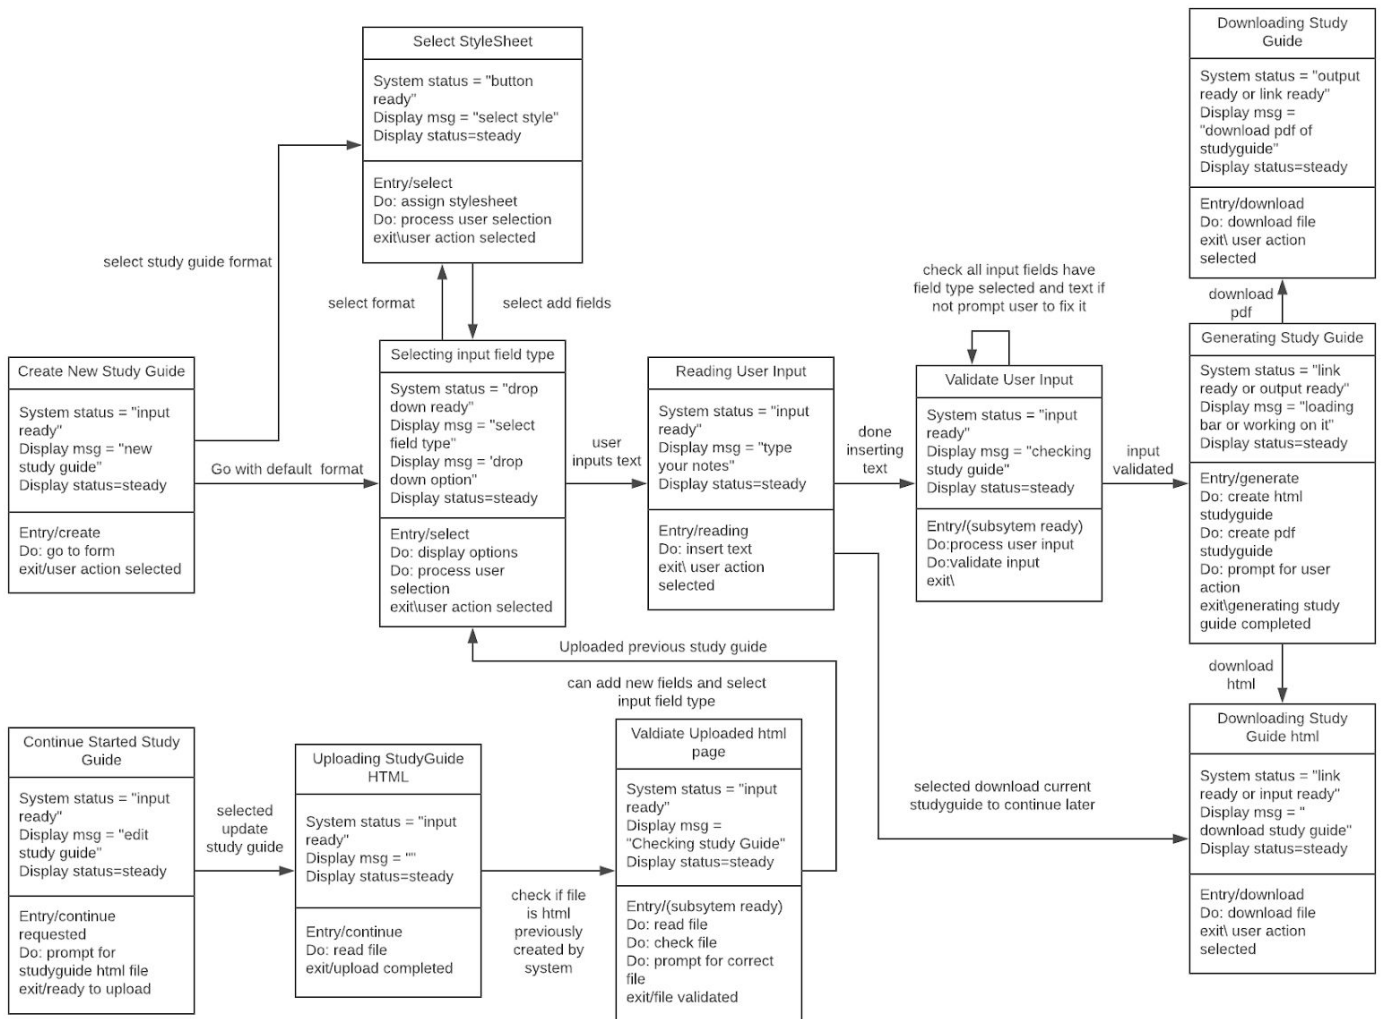 Select StyleSheet
System status = "button
ready"
Display msg = "select style"
Display status=steady
Entry/select
Do: assign stylesheet
Do: process user selection
exit\user action selected
Downloading Study
Guide
System status = "output
ready or link ready"
Display msg =
"download pdf of
studyguide"
Display status=steady
Entry/download
Do: download file
exit\ user action
selected
select study guide format
select format
select add fields
check all input fields have
field type selected and text if
not prompt user to fix it
download
pdf
Create New Study Guide
System status = "input
ready"
Display msg = "new
study guide"
Display status=steady
Entry/create
Do: go to form
exit/user action selected
Go with default format
Selecting input field type
System status = "drop
down ready"
Display msg = "select
field type"
Display msg = 'drop
down option"
Display status=steady
Entry/select
Do: display options
Do: process user
selection
exit\user action selected
user
inputs text
Reading User Input
System status = "input
ready"
Display msg = "type
your notes"
Display status=steady
Entry/reading
Do: insert text
exit\ user action
selected
done
inserting
text
Validate User Input
System status = "input
ready"
Display msg = "checking
study guide"
Display status=steady
Entry/(subsytem ready)
Do:process user input
Do:validate input
exit\
input
validated
Generating Study Guide
System status = "link
ready or output ready"
Display msg = "loading
bar or working on it"
Display status=steady
Entry/generate
Do: create html
studyguide
Do: create pdf
studyguide
Do: prompt for user
action
exit\generating study
guide completed
Uploaded previous study guide
can add new fields and select
input field type
download
html
Continue Started Study
Guide
System status = "input
ready"
Display msg = "edit
study guide"
Display status=steady
Entry/continue
requested
Do: prompt for
studyguide html file
exit/ready to upload
selected
update
study guide
Uploading StudyGuide
HTML
System status = "input
ready"
Display msg = ""
Display status=steady
Entry/continue
Do: read file
exit/upload completed
check if file
is html
previously
created by
system
Valdiate Uploaded html
page
System status = "input
ready"
Display msg =
"Checking study Guide"
Display status=steady
Entry/(subsytem ready)
Do: read file
Do: check file
Do: prompt for correct
file
exit/file validated
selected download current
studyguide to continue later
Downloading Study
Guide html
System status = "link
ready or input ready"
Display msg = "
download study guide"
Display status=steady
Entry/download
Do: download file
exit\ user action
selected